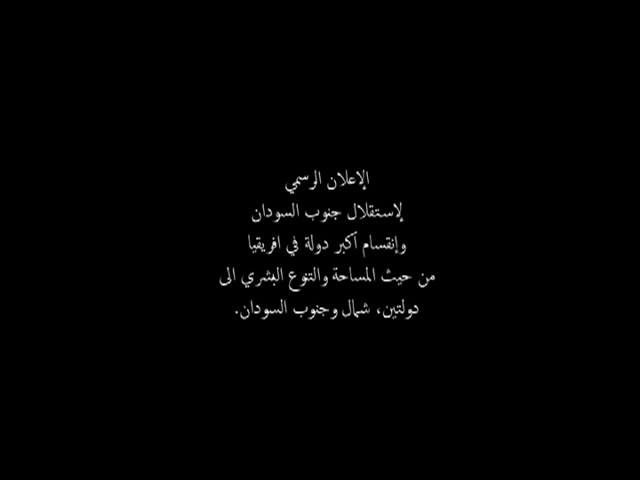 الإعلان الرسمي
لإستقلال جنوب السودان
وإنقسام أكبر دولة في افريقيا
من حيث المساحة والتنوع البشري الى
دولتين، شمال وجنوب السودان.